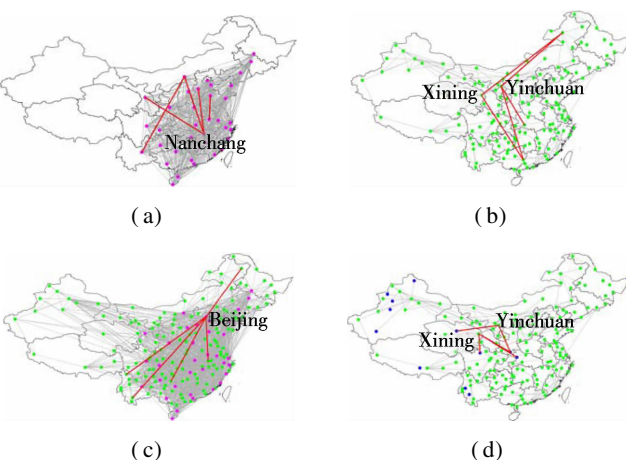 Nanchang
Xining
Yinchuan
(a)
(b)
Beijing
Yinchuan
Xining
(c)
(d)